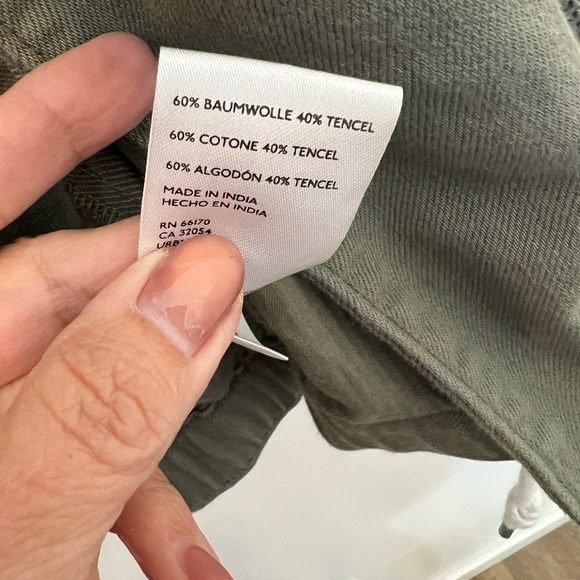 60% BAUMWOLLE 40% TENCEL
60% COTONE 40% TENCEL
60% ALGODÓN 40% TENCEL
MADE IN INDIA
HECHO EN INDIA
RN 66170
CA 32054